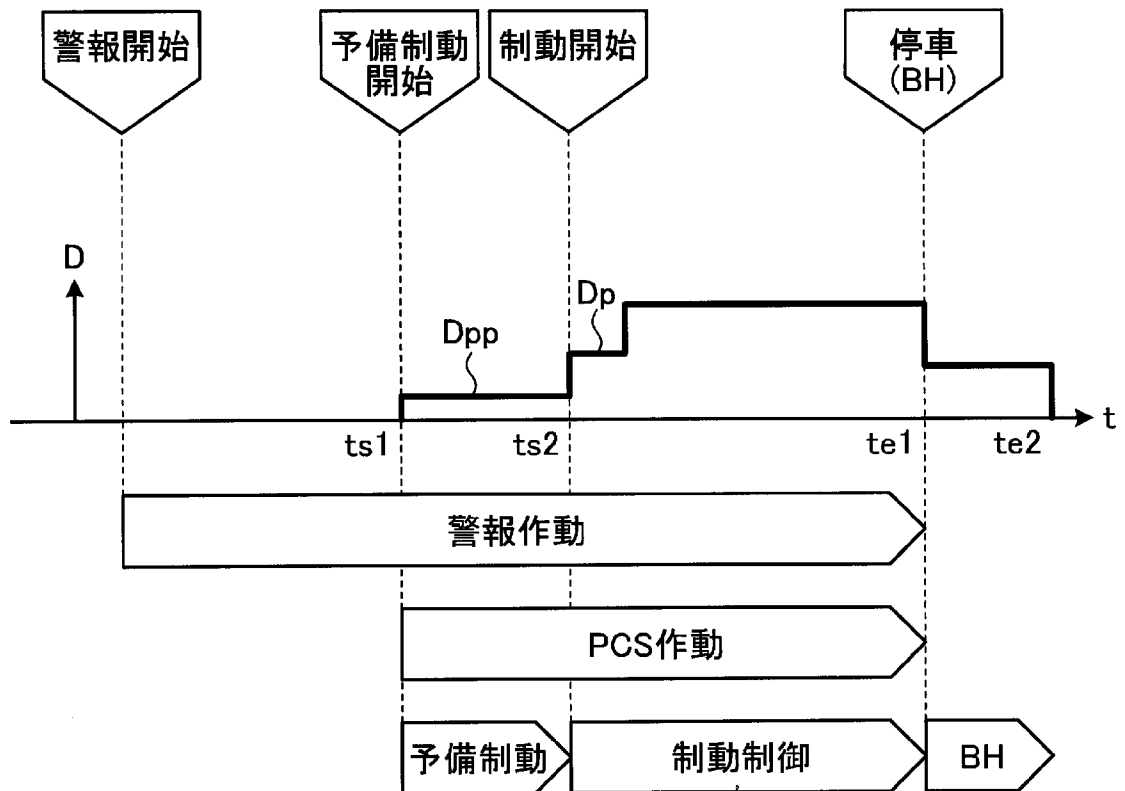 警報開始
予備制動
開始
制動開始
停車
(BH)
D
Dpp
Dp
t
ts1
ts2
te1
te2
警報作動
PCS作動
予備制動
制動制御
BH